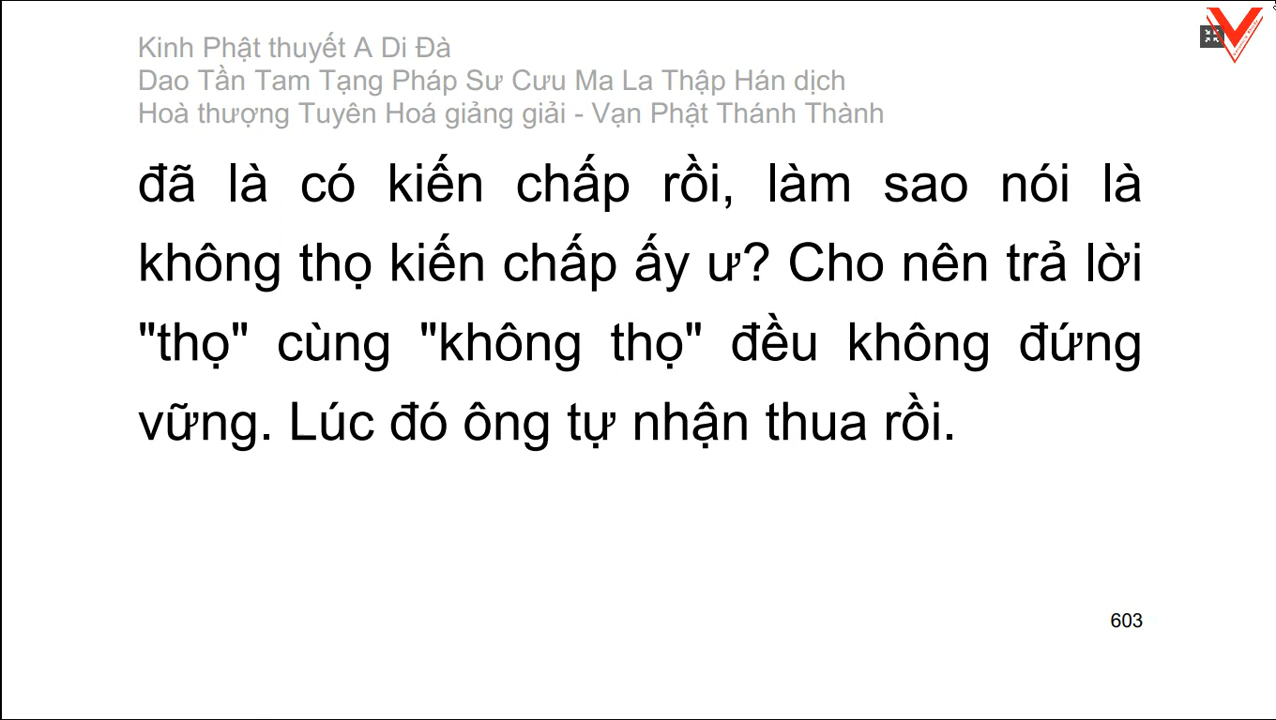 Kinh Phật thuyết A Di Đà
Dao Tần Tam Tạng Pháp Sư Cưu Ma La Thập Hán dịch
Hoà thượng Tuyên Hoá giảng giải - Vạn Phật Thánh Thành
đã là có kiến chấp rồi, làm sao nói là
không thọ kiến chấp ấy ư? Cho nên trả lời
"thọ" cùng "không thọ" đều không đứng
vững. Lúc đó ông tự nhận thua rồi.
603